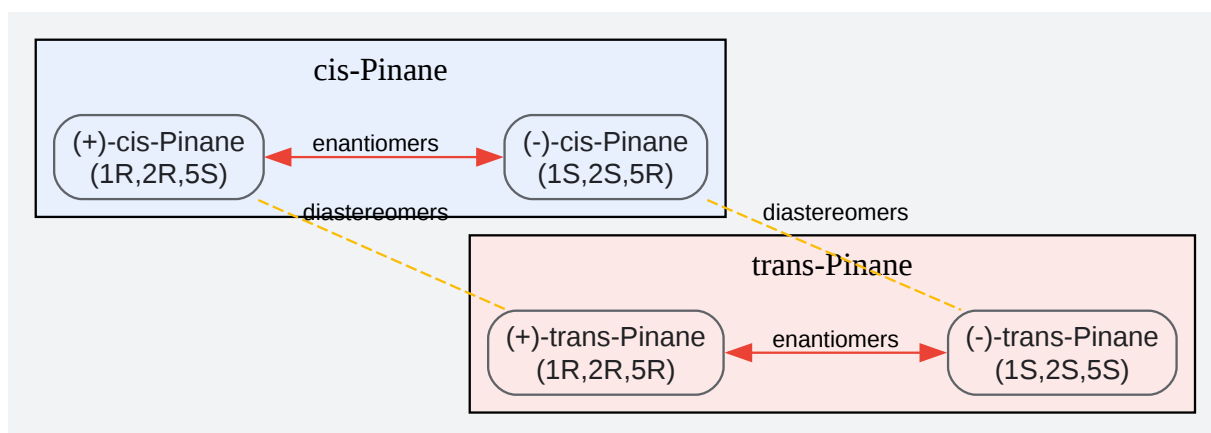 cis-Pinane
(+)-cis-Pinane
(1R,2R,5S)
enantiomers
(-)-cis-Pinane
(1S,2S,5R)
diastereomers
diastereomers
trans-Pinane
(+)-trans-Pinane
(1R,2R,5R)
enantiomers
(-)-trans-Pinane
(1S,2S,5S)